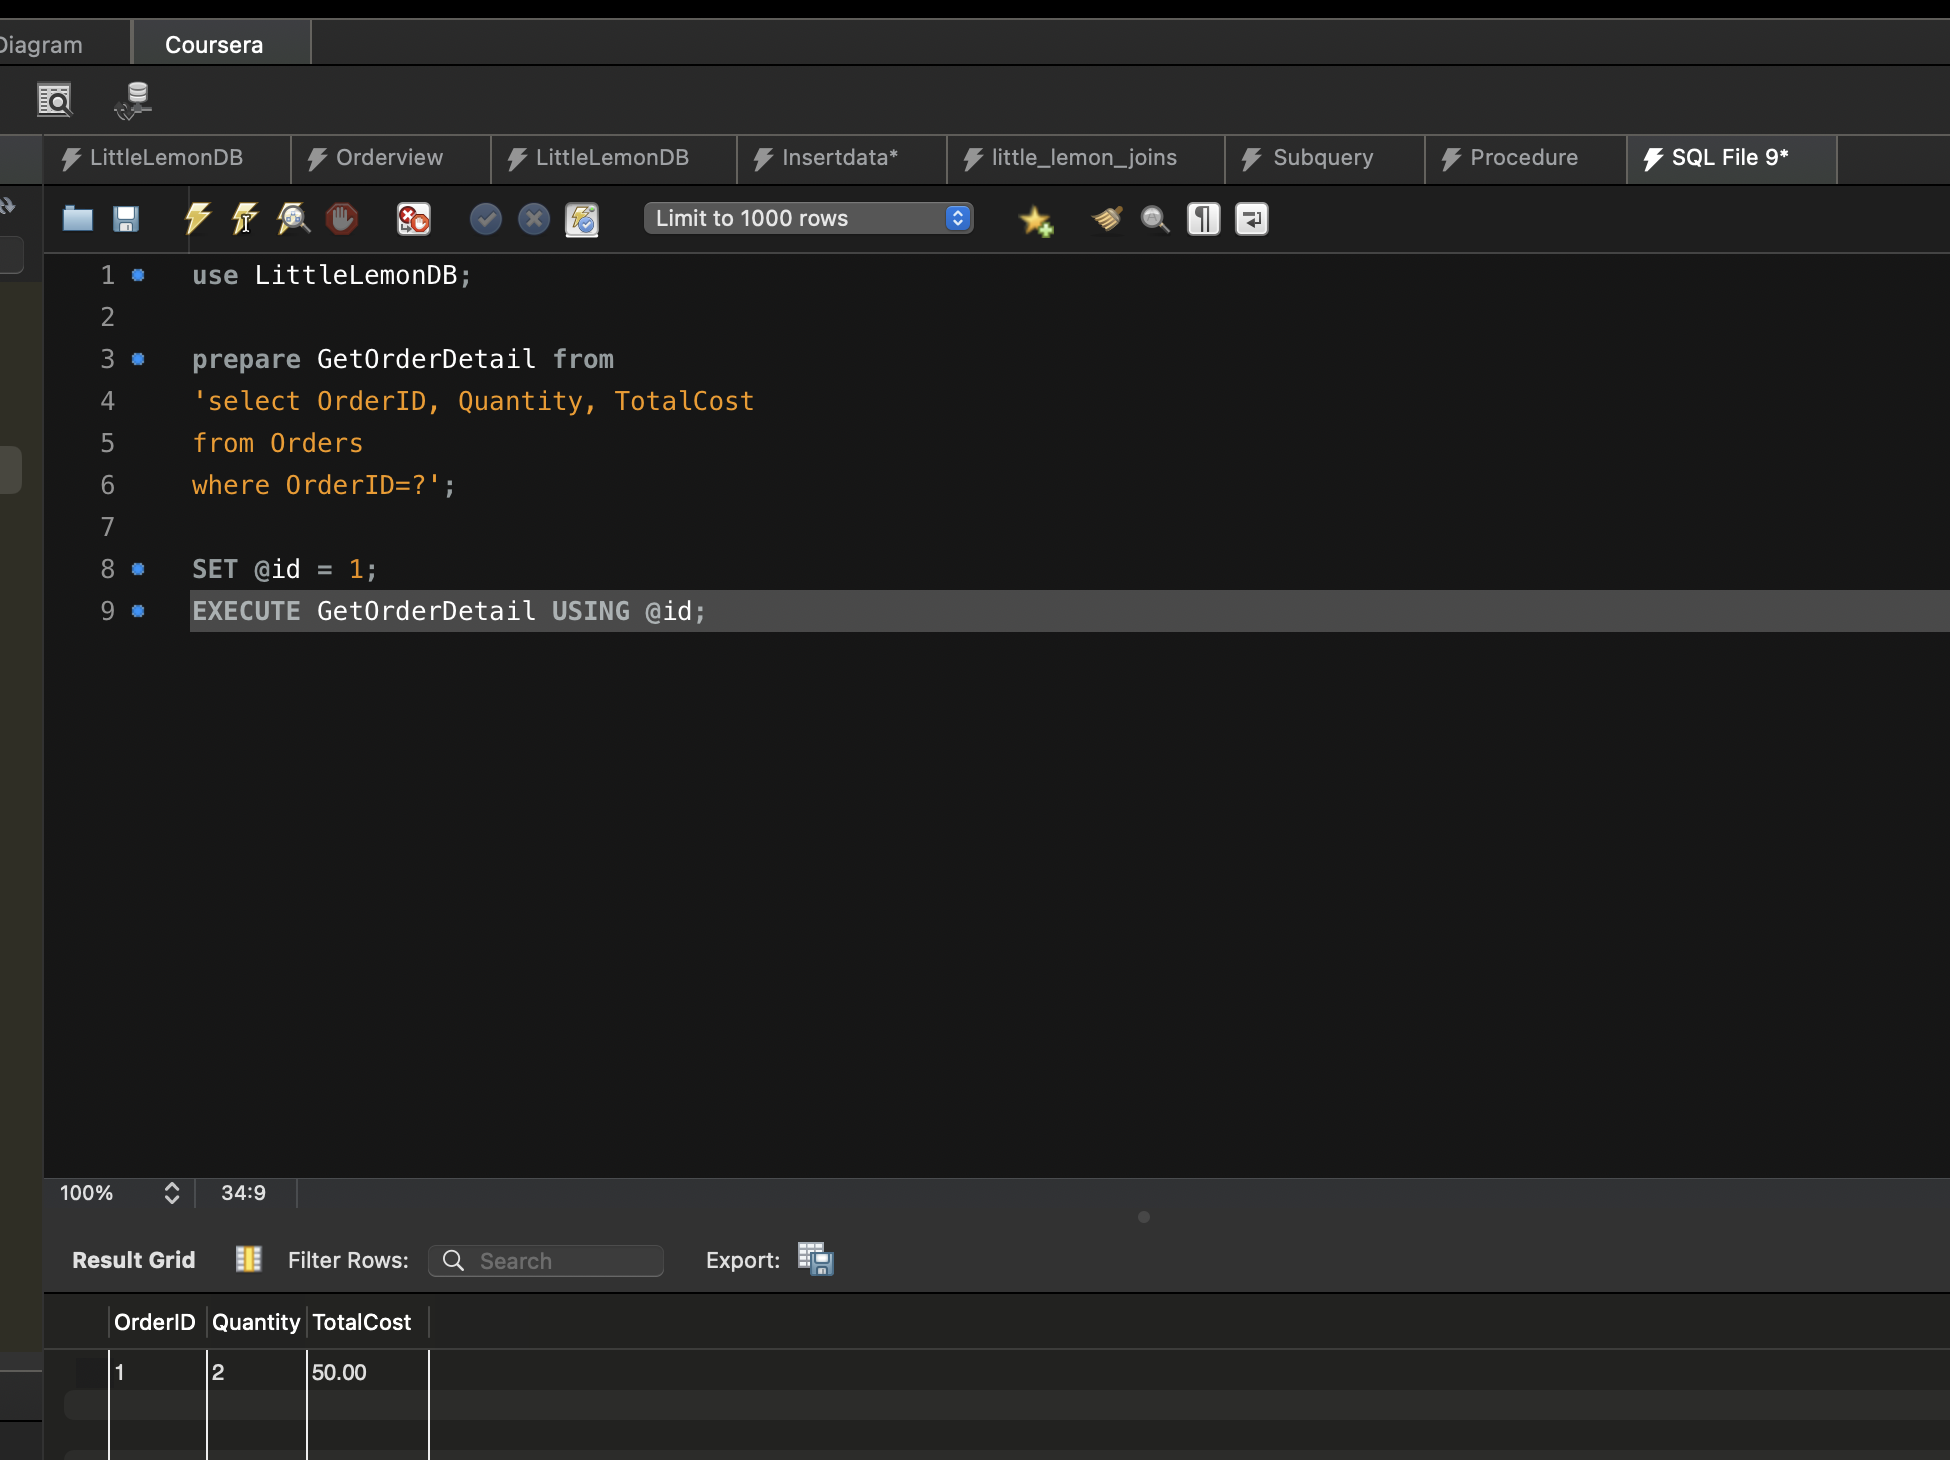 Diagram
Coursera
LittleLemonDB
Orderview
LittleLemonDB
Insertdata*
little_lemon_joins
Subquery
Procedure
SQL File 9*
Limit to 1000 rows
1 use LittleLemonDB;
2
3 prepare GetOrderDetail from
4 'select OrderID, Quantity, TotalCost
5 from Orders
6 where OrderID=?';
7
8 SET @id = 1;
9 EXECUTE GetOrderDetail USING @id;
100%
34:9
Result Grid
Filter Rows:
Search
Export:
OrderID Quantity TotalCost
1 2 50.00